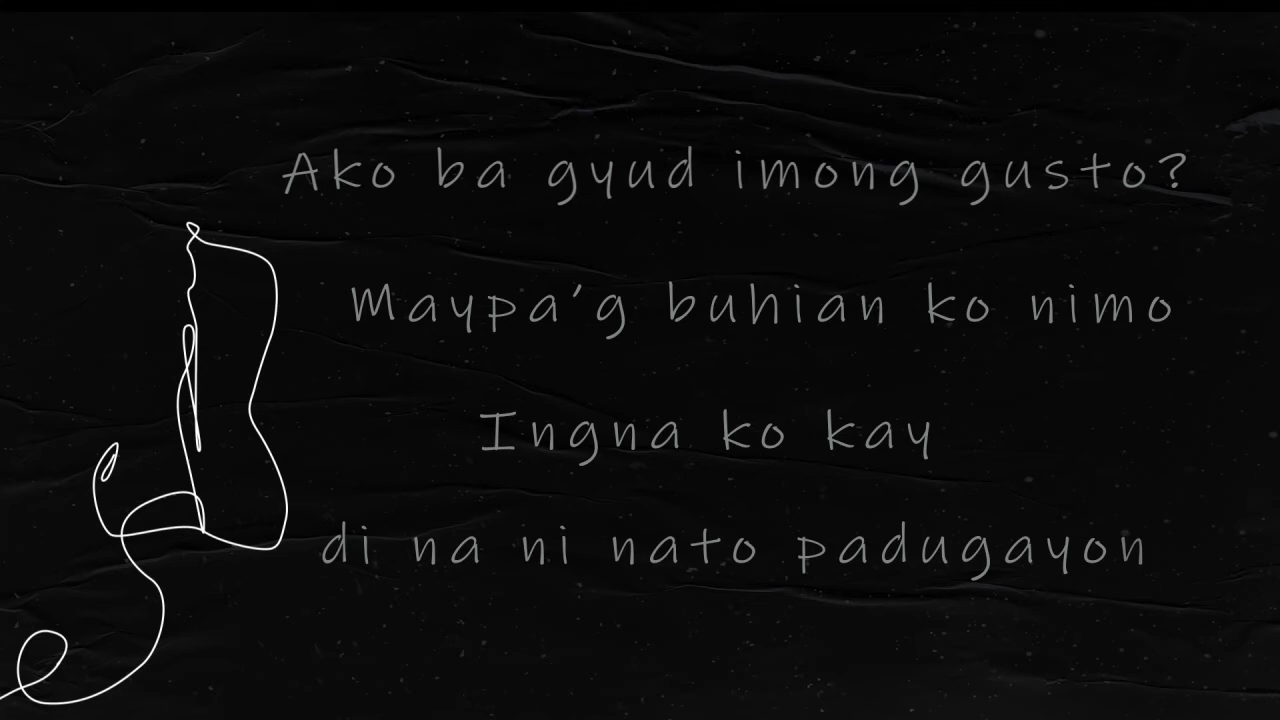 Ako ba gyud imong gusto?
Maypa'g buhian ko nimo
Ingna ko kay
di na ni nato padugayon